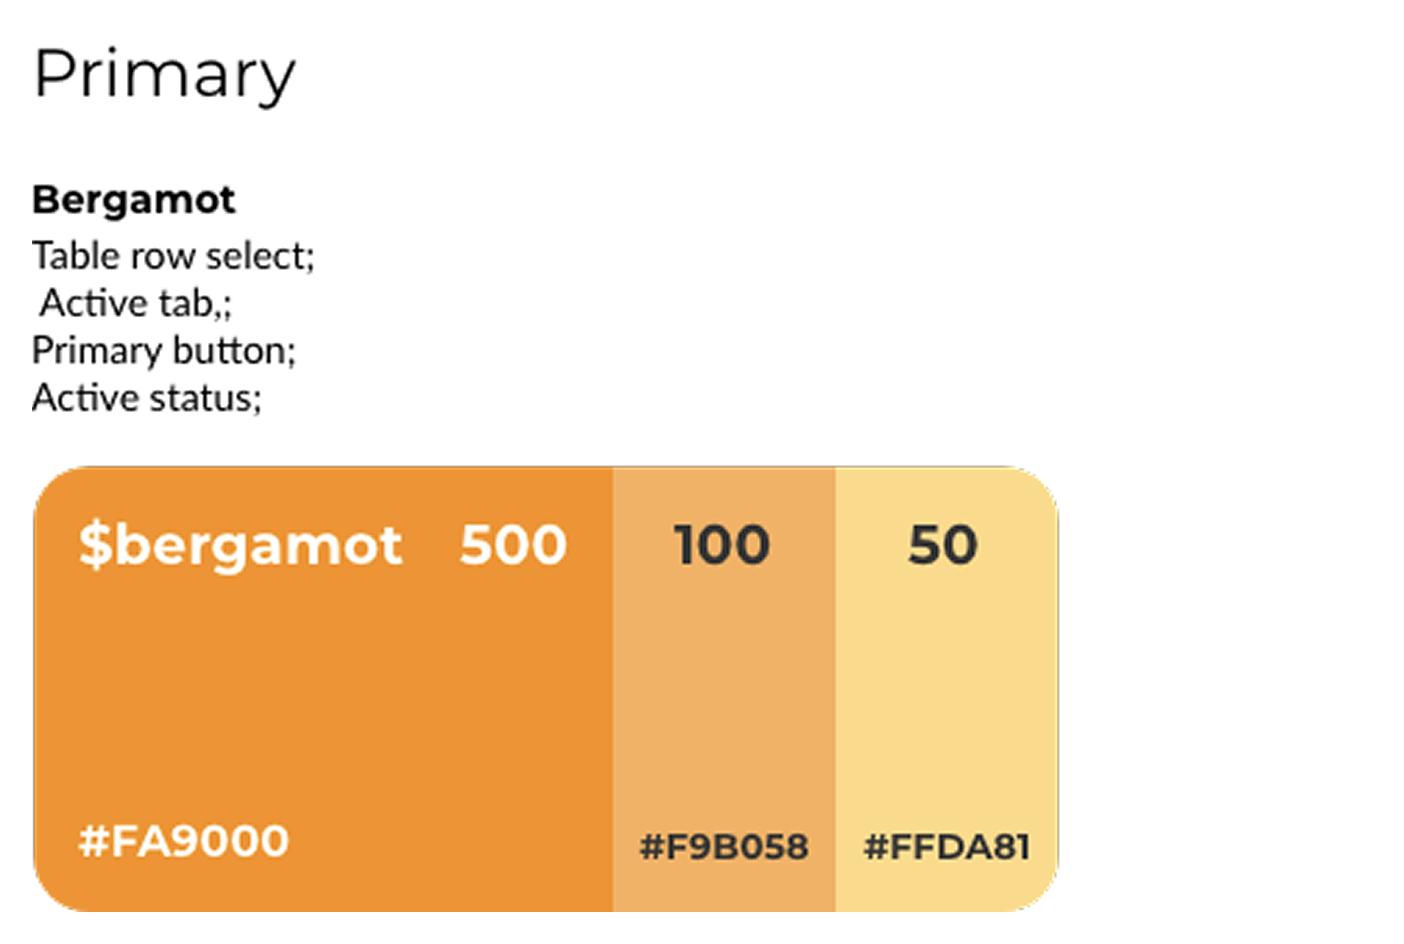 Primary
Bergamot
Table row select;
Active tab,;
Primary button;
Active status;
$bergamot 500 100 50
#FA9000 #F9B058 #FFDA81